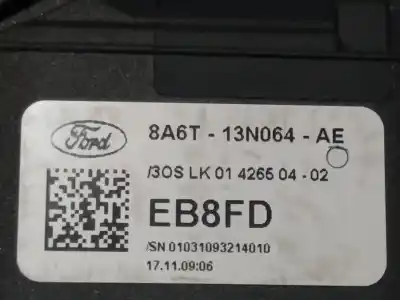 Ford
8A6T - 13N064 - AE
/3OS LK 01 4265 04 - 02
EB8FD
/SN 01031093214010
17.11.09:06